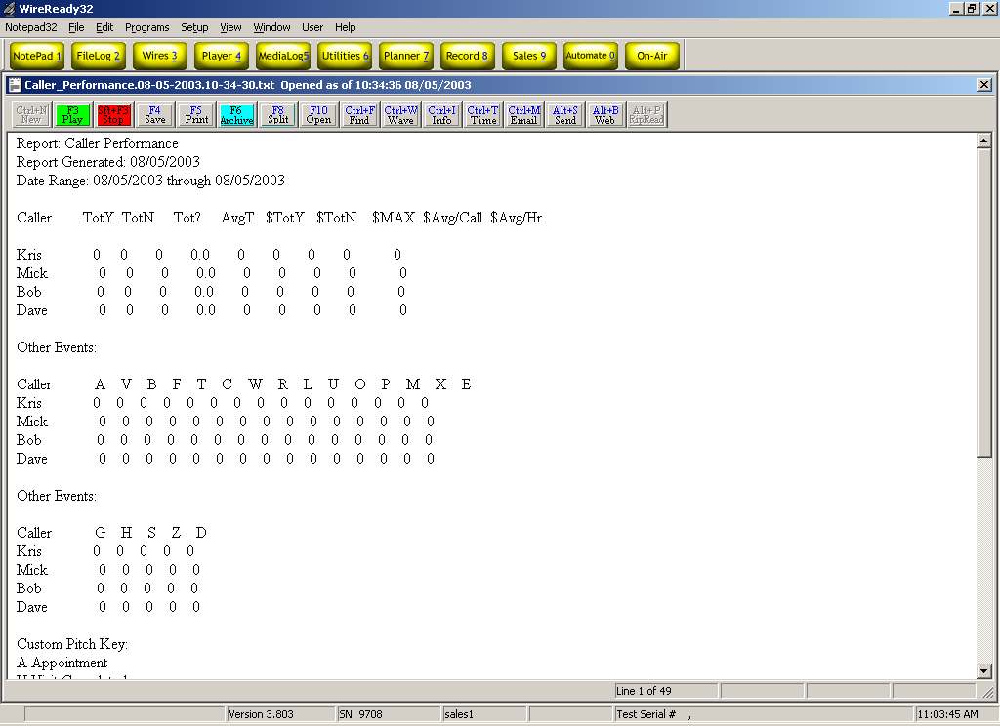 WireReady32
Notepad32 File Edit Programs Setup View Window User Help
NotePad 1 FileLog 2 Wires 3 Player 4 MediaLog5 Utilities 6 Planner 7 Record 8 Sales 9 Automate 0 On-Air
Caller_Performance.08-05-2003.10-34-30.txt Opened as of 10:34:36 08/05/2003
Ctrl+N F3 Srt+F3 F4 F5 F6 F8 F10 Ctrl+F Ctrl+W Ctrl+I Ctrl+T Ctrl+M Alt+S Alt+B Alt+P
New Play Stop Save Print Archive Split Open Find Wave Info Time Email Send Web RipRead
Report: Caller Performance
Report Generated: 08/05/2003
Date Range: 08/05/2003 through 08/05/2003
Caller TotY TotN Tot? AvgT $TotY $TotN $MAX $Avg/Call $Avg/Hr
Kris 0 0 0 0.0 0 0 0 0 0
Mick 0 0 0 0.0 0 0 0 0 0
Bob 0 0 0 0.0 0 0 0 0 0
Dave 0 0 0 0.0 0 0 0 0 0
Other Events:
Caller A V B F T C W R L U O P M X E
Kris 0 0 0 0 0 0 0 0 0 0 0 0 0 0 0
Mick 0 0 0 0 0 0 0 0 0 0 0 0 0 0 0
Bob 0 0 0 0 0 0 0 0 0 0 0 0 0 0 0
Dave 0 0 0 0 0 0 0 0 0 0 0 0 0 0 0
Other Events:
Caller G H S Z D
Kris 0 0 0 0 0
Mick 0 0 0 0 0
Bob 0 0 0 0 0
Dave 0 0 0 0 0
Custom Pitch Key:
A Appointment
Line 1 of 49
Version 3.803 SN: 9708 sales1 Test Serial # , 11:03:45 AM